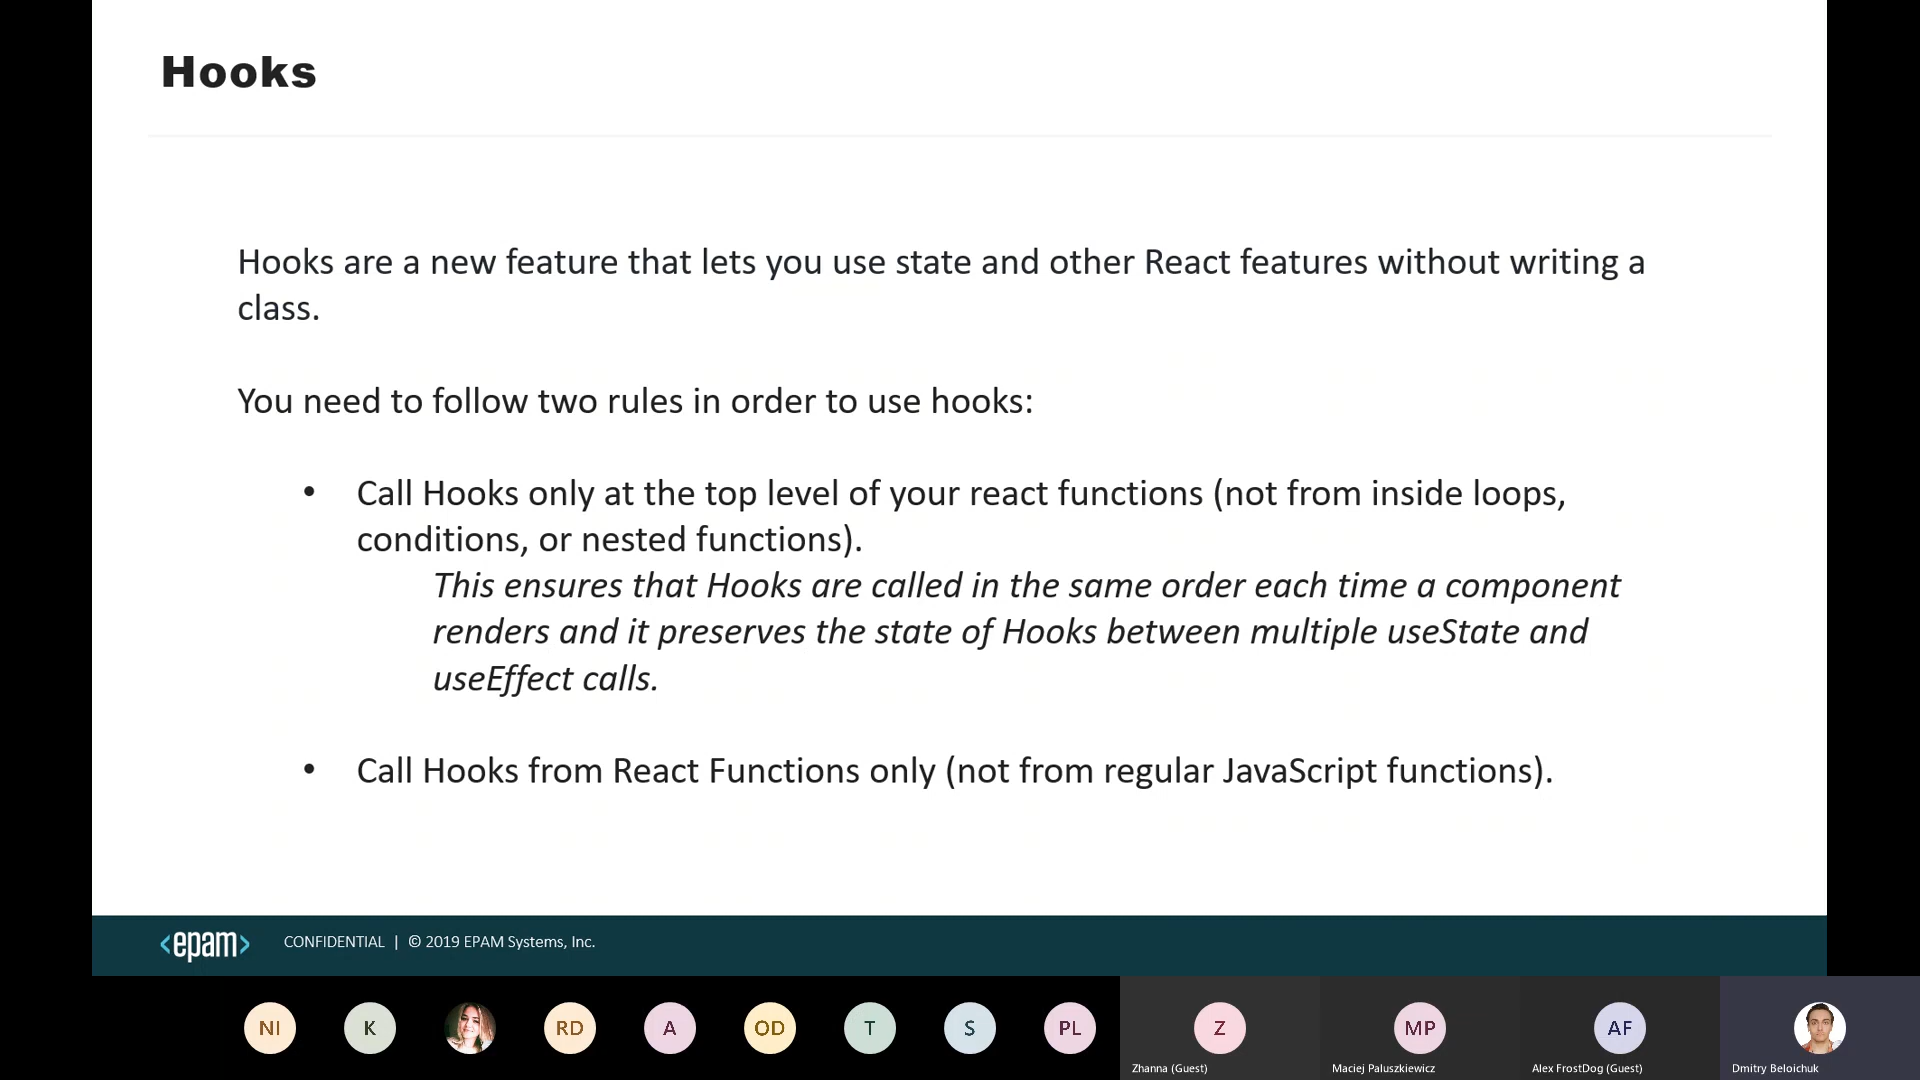 Hooks
Hooks are a new feature that lets you use state and other React features without writing a
class.
You need to follow two rules in order to use hooks:
• Call Hooks only at the top level of your react functions (not from inside loops,
conditions, or nested functions).
This ensures that Hooks are called in the same order each time a component
renders and it preserves the state of Hooks between multiple useState and
useEffect calls.
• Call Hooks from React Functions only (not from regular JavaScript functions).
<epam> CONFIDENTIAL | © 2019 EPAM Systems, Inc.
NI K RD A OD T S PL Z MP AF
Zhanna (Guest) Maciej Paluszkiewicz Alex FrostDog (Guest) Dmitry Beloichuk